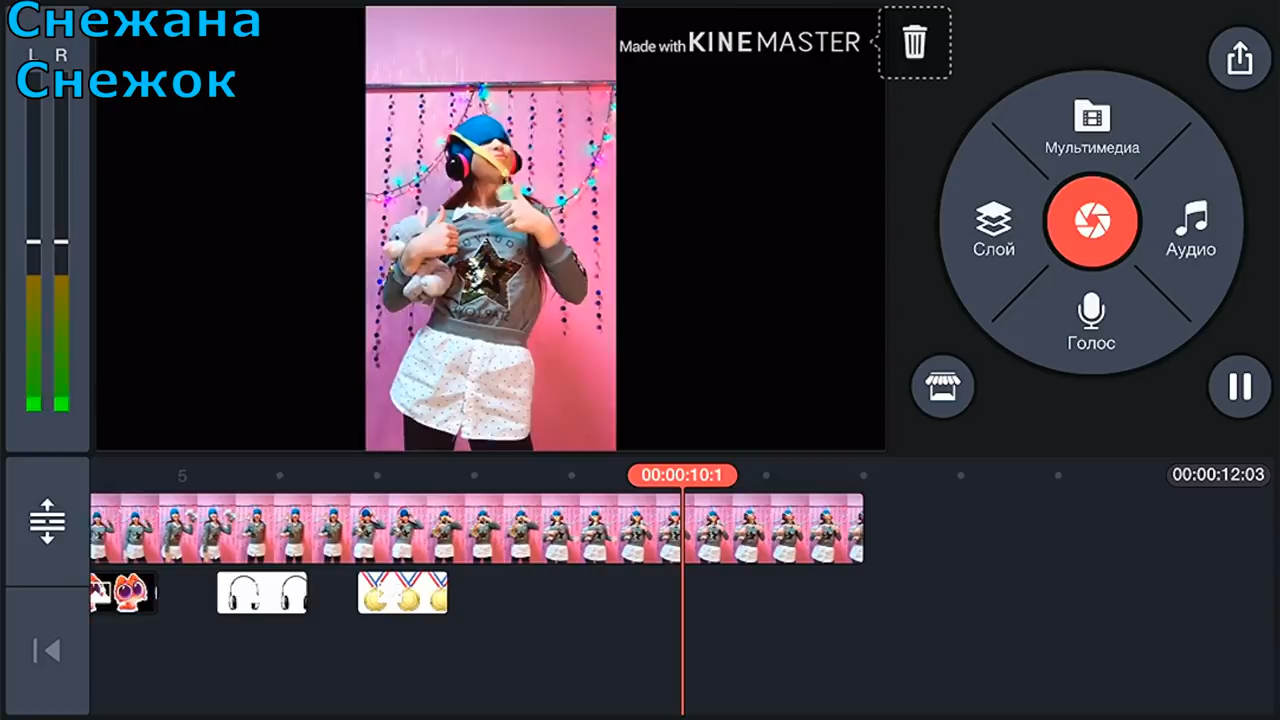 Снежана
L R
Снежок
Made with KINEMASTER
Мультимедиа
Слой
Аудио
Голос
5
00:00:10:1
00:00:12:03